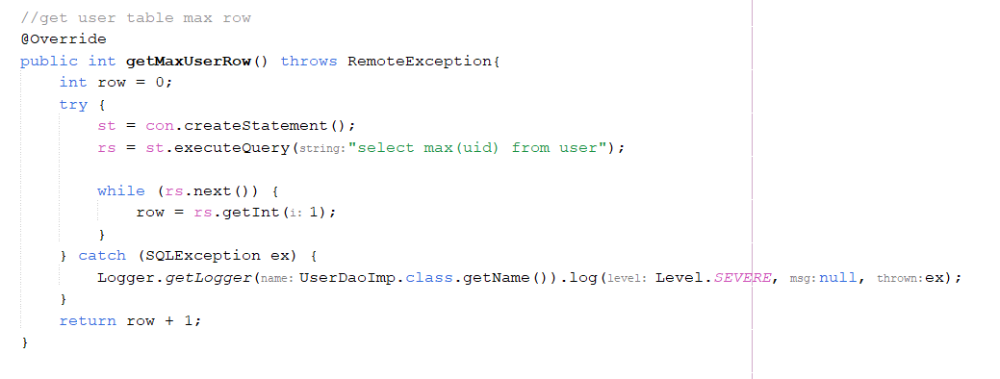 //get user table max row
@Override
public int getMaxUserRow() throws RemoteException{
    int row = 0;
    try {
        st = con.createStatement();
        rs = st.executeQuery(string:"select max(uid) from user");
        while (rs.next()) {
            row = rs.getInt(i: 1);
        }
    } catch (SQLException ex) {
        Logger.getLogger(name: UserDaoImp.class.getName()).log(level: Level.SEVERE, msg:null, thrown:ex);
    }
    return row + 1;
}